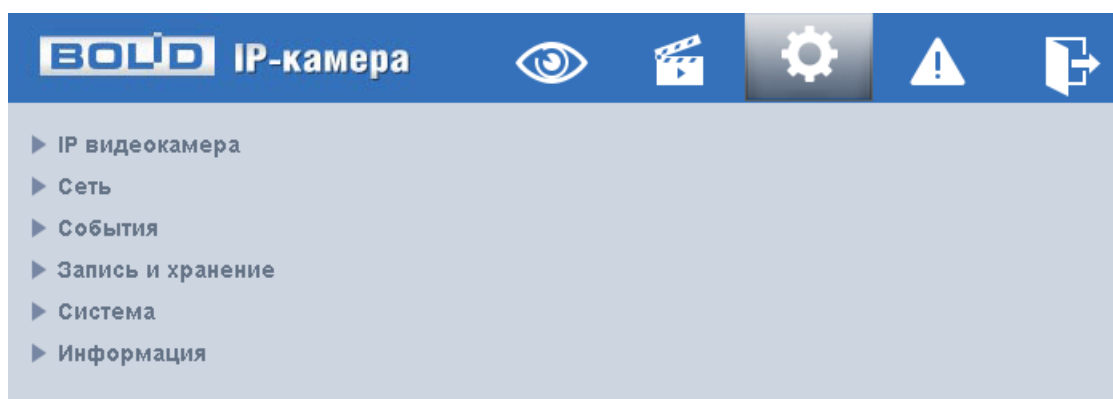 BOLID IP-камера
IP видеокамера
Сеть
События
Запись и хранение
Система
Информация